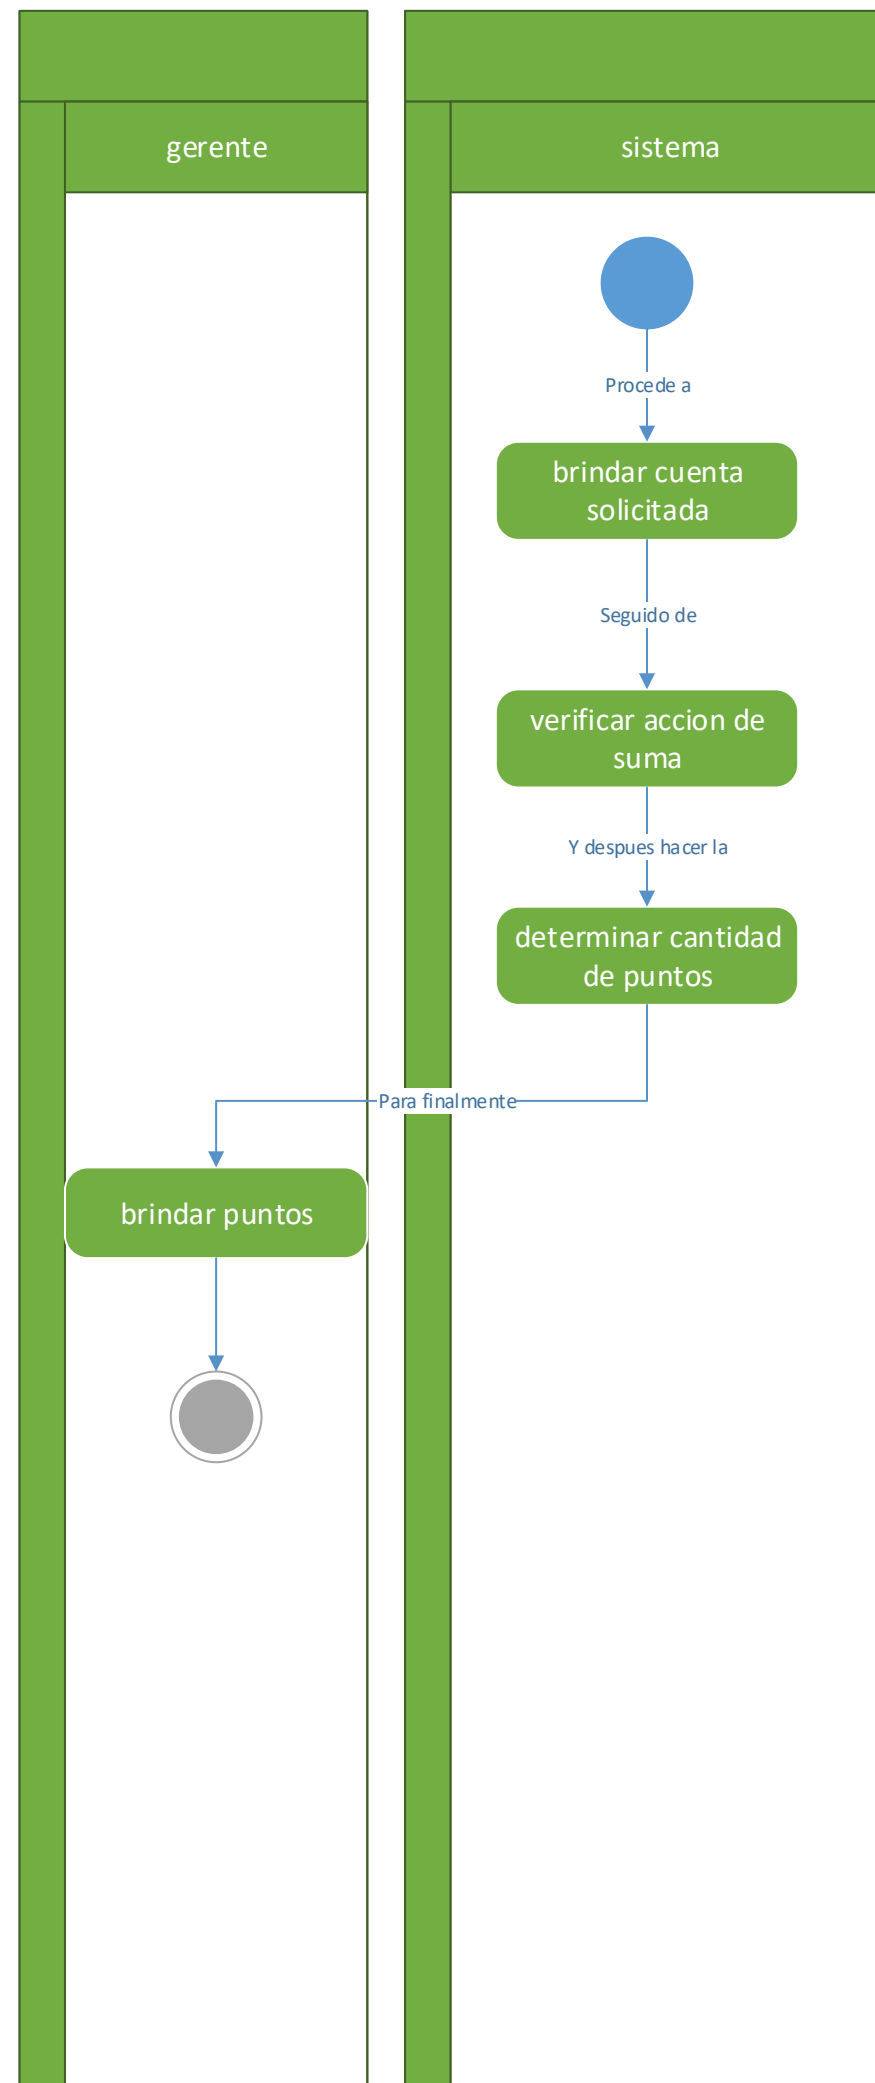 gerente
sistema
Procede a
brindar cuenta
solicitada
Seguido de
verificar accion de
suma
Y despues hacer la
determinar cantidad
de puntos
Para finalmente
brindar puntos